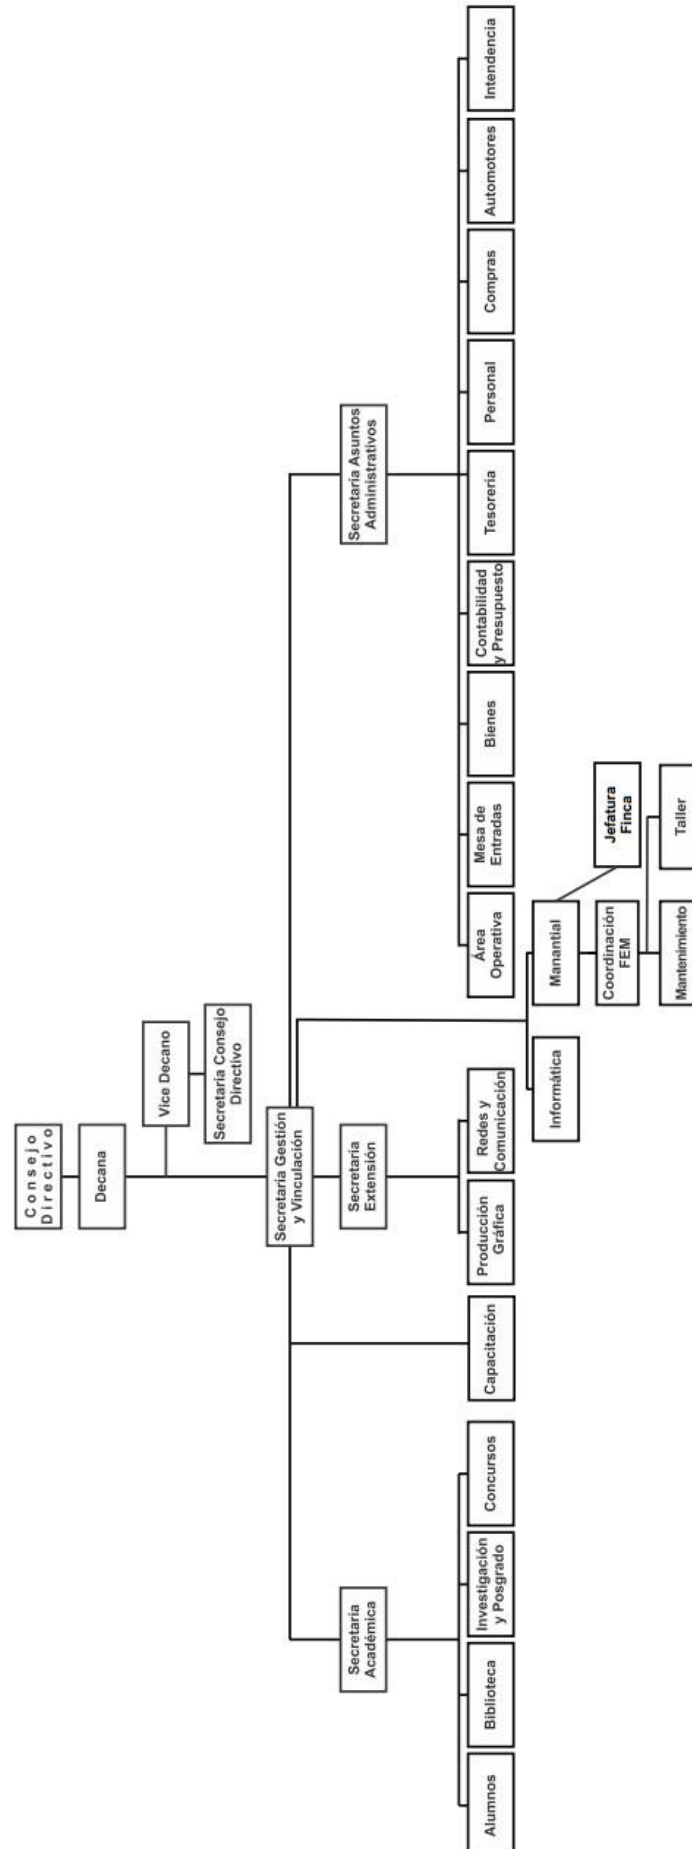 Consejo
Directivo
Decana
Vice Decano
Secretaría Consejo
Directivo
Secretaría Gestión
y Vinculación
Secretaría
Académica
Secretaría
Extensión
Secretaría Asuntos
Administrativos
Alumnos
Biblioteca
Investigación
y Posgrado
Concursos
Capacitación
Producción
Gráfica
Redes y
Comunicación
Área
Operativa
Mesa de
Entradas
Bienes
Contabilidad
y Presupuesto
Tesorería
Personal
Compras
Automotores
Intendencia
Informática
Manantial
Jefatura
Finca
Coordinación
FEM
Mantenimiento
Taller